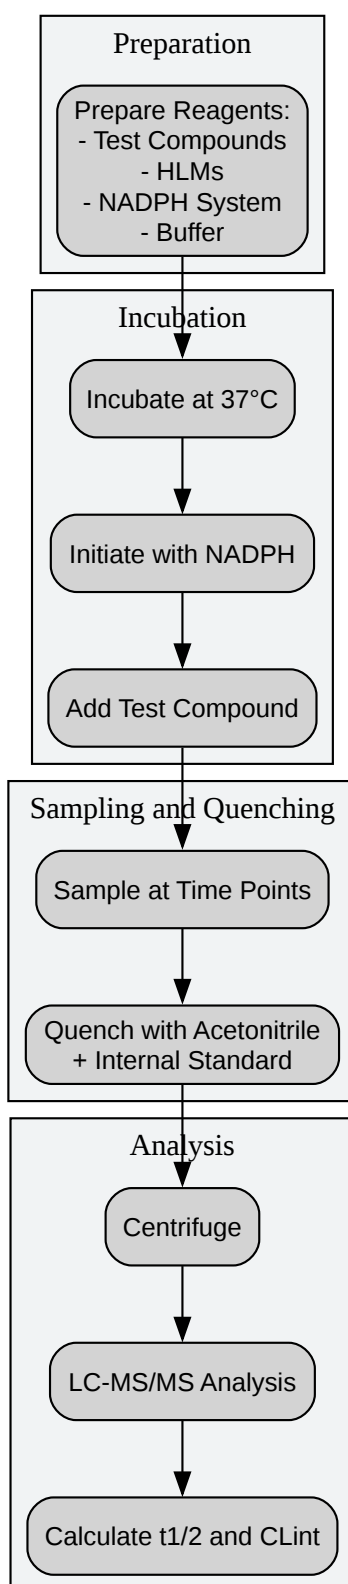 Preparation
Prepare Reagents:
- Test Compounds
- HLMs
- NADPH System
- Buffer
Incubation
Incubate at 37°C
Initiate with NADPH
Add Test Compound
Sampling and Quenching
Sample at Time Points
Quench with Acetonitrile
+ Internal Standard
Analysis
Centrifuge
LC-MS/MS Analysis
Calculate t1/2 and CLint